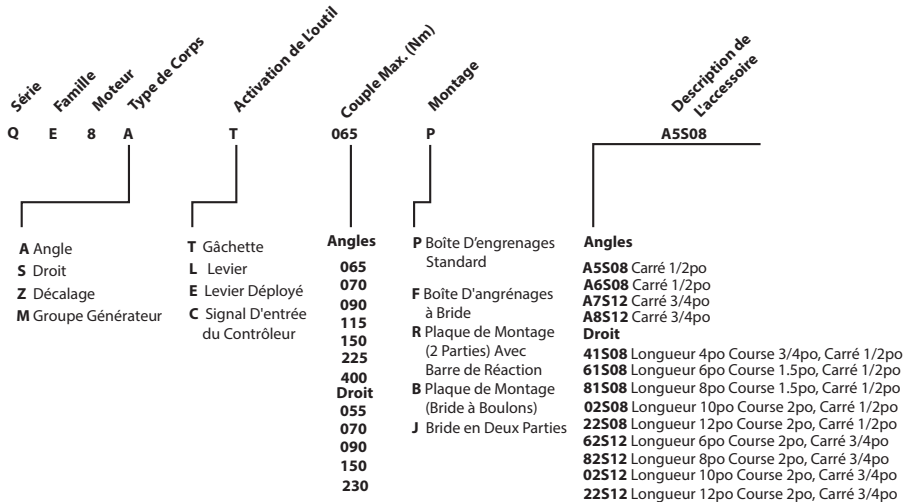 Série
Famille
Moteur
Type de Corps
Activation de L'outil
Couple Max. (Nm)
Montage
Description de
L'accessoire
Q E 8 A T 065 P A5S08
A Angle
S Droit
Z Décalage
M Groupe Générateur
T Gâchette
L Levier
E Levier Déployé
C Signal D'entrée
du Contrôleur
Angles
065
070
090
115
150
225
400
Droit
055
070
090
150
230
P Boîte D'engrenages
Standard
F Boîte D'angrénages
à Bride
R Plaque de Montage
(2 Parties) Avec
Barre de Réaction
B Plaque de Montage
(Bride à Boulons)
J Bride en Deux Parties
Angles
A5S08 Carré 1/2po
A6S08 Carré 1/2po
A7S12 Carré 3/4po
A8S12 Carré 3/4po
Droit
41S08 Longueur 4po Course 3/4po, Carré 1/2po
61S08 Longueur 6po Course 1.5po, Carré 1/2po
81S08 Longueur 8po Course 1.5po, Carré 1/2po
02S08 Longueur 10po Course 2po, Carré 1/2po
22S08 Longueur 12po Course 2po, Carré 1/2po
62S12 Longueur 6po Course 2po, Carré 3/4po
82S12 Longueur 8po Course 2po, Carré 3/4po
02S12 Longueur 10po Course 2po, Carré 3/4po
22S12 Longueur 12po Course 2po, Carré 3/4po